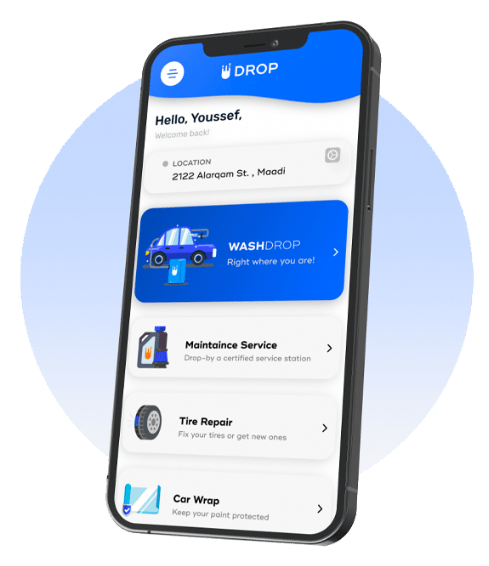 DROP
Hello, Youssef,
Welcome back!
LOCATION
2122 Alarqam St. , Maadi
WASHDROP
Right where you are!
Maintaince Service
Drop-by a certified service station
Tire Repair
Fix your tires or get new ones
Car Wrap
Keep your paint protected